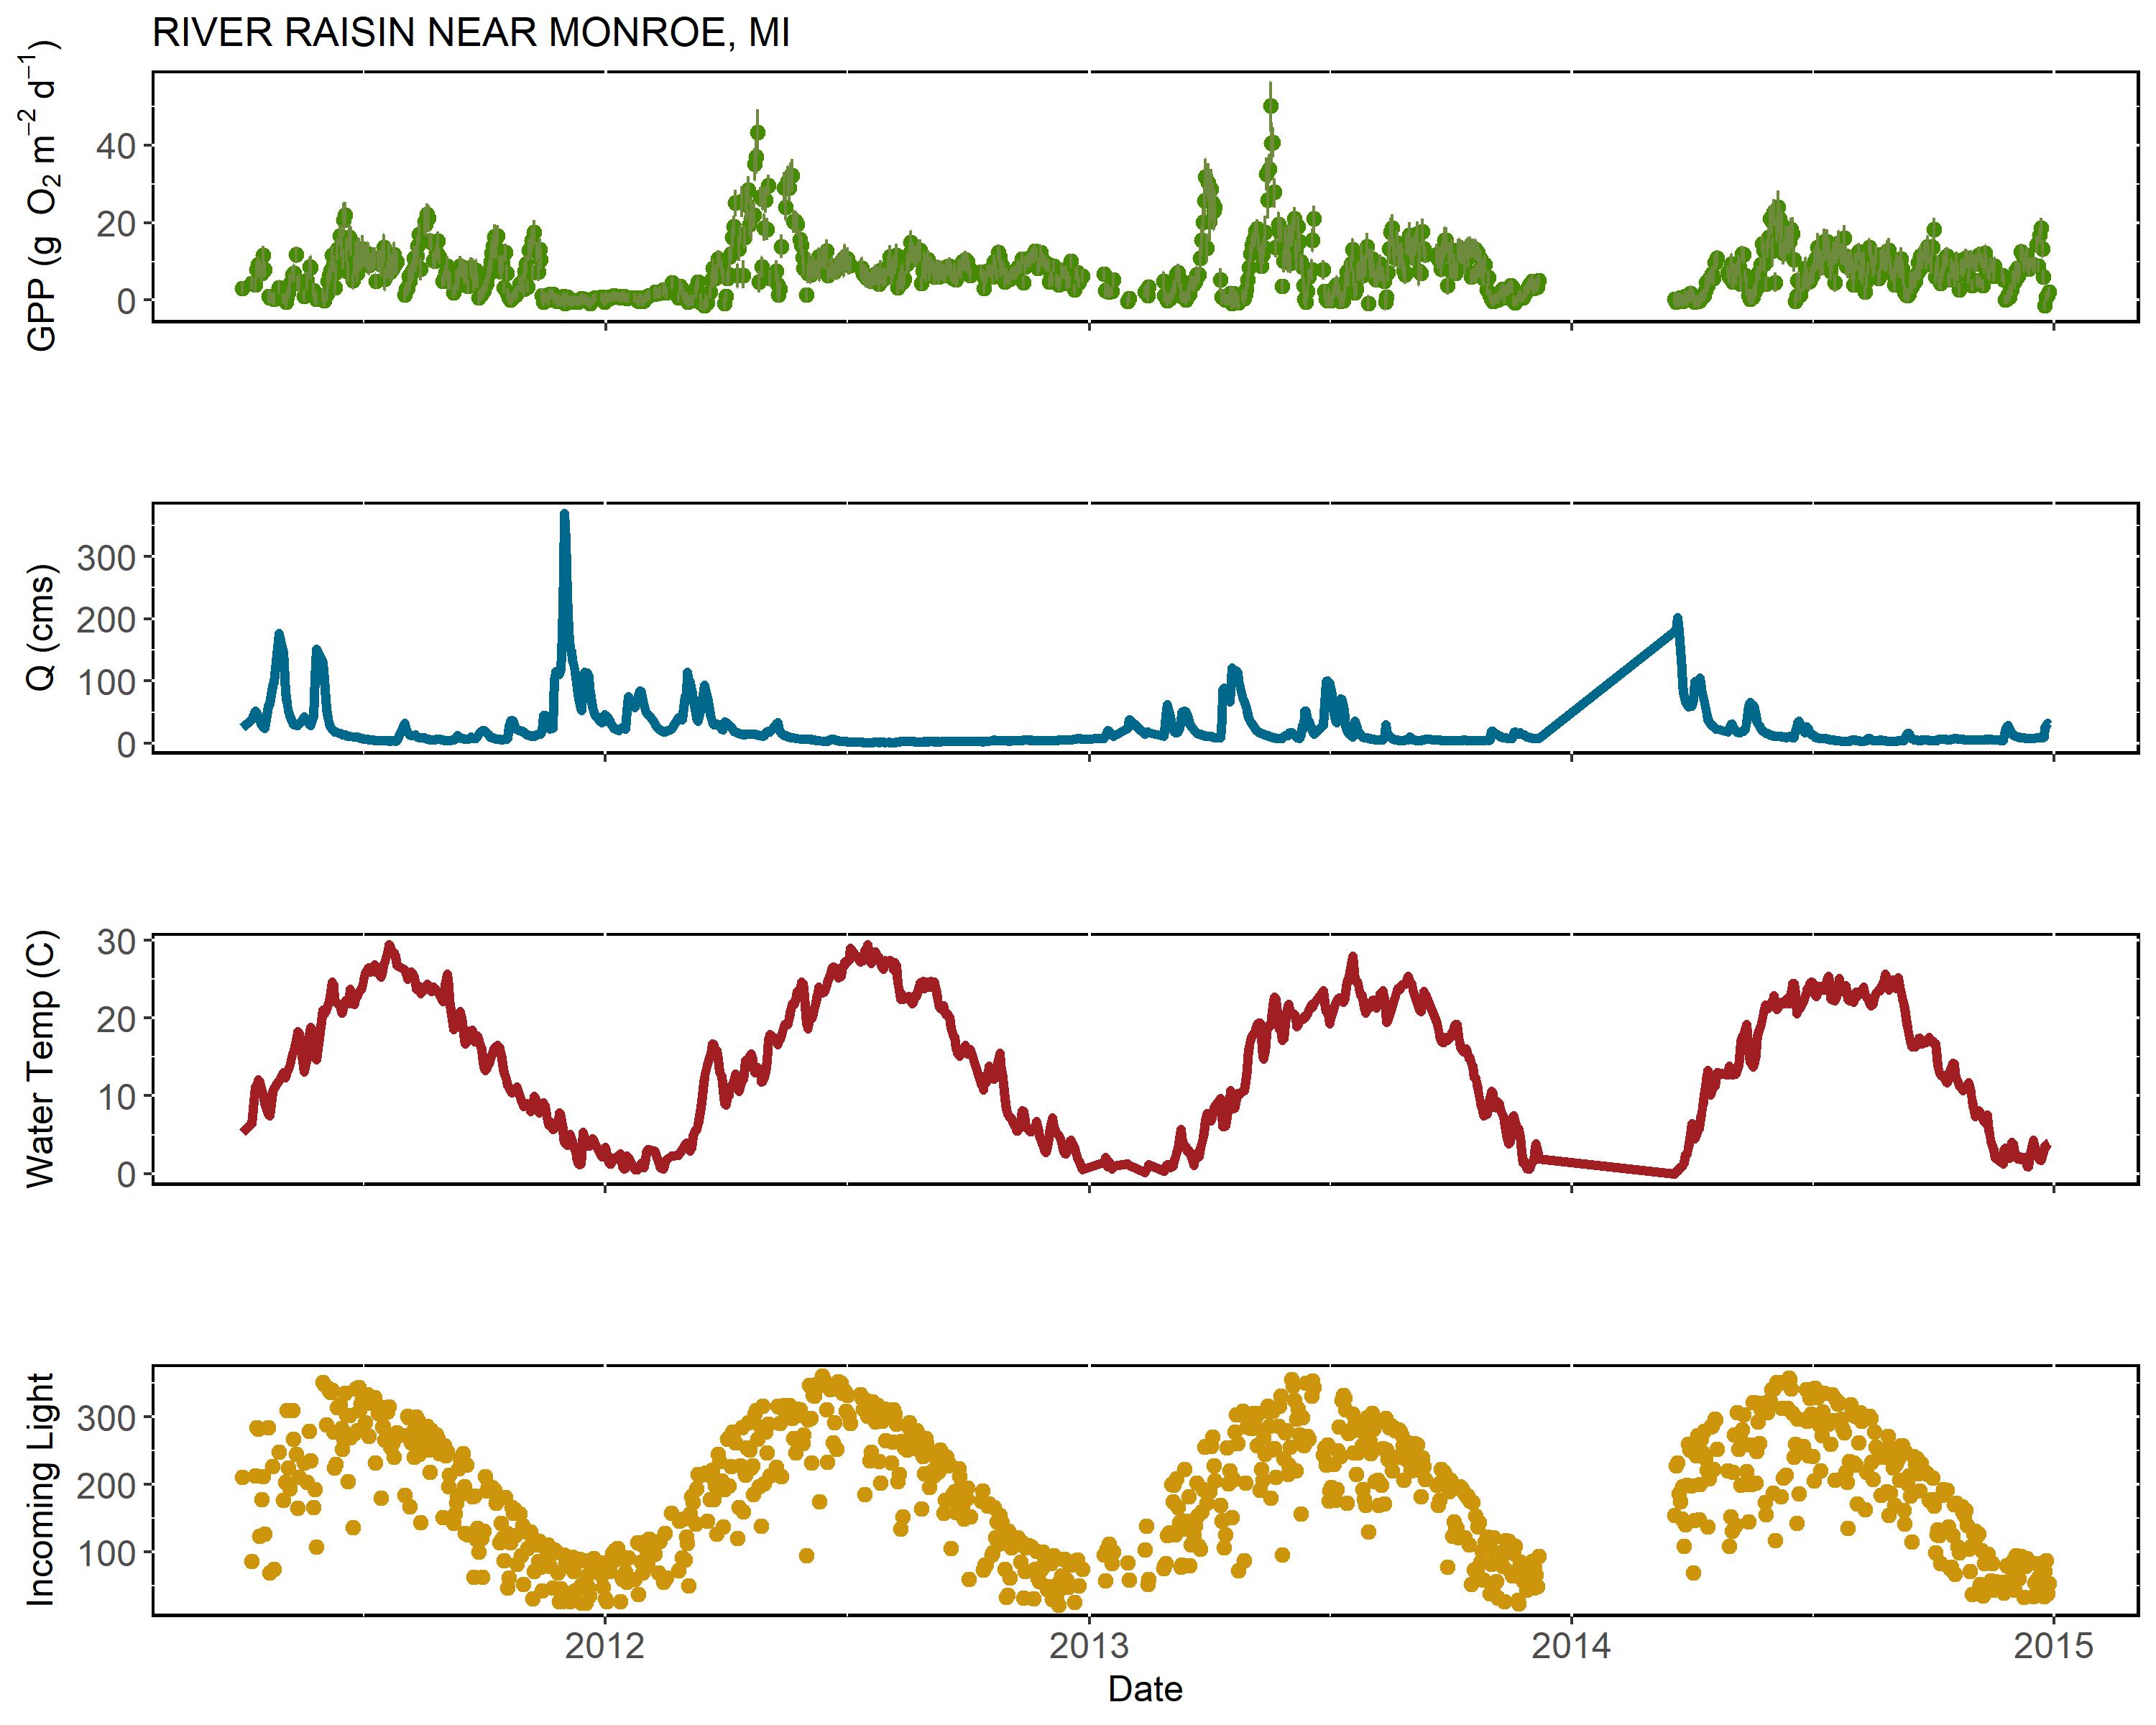 RIVER RAISIN NEAR MONROE, MI
GPP (g O₂ m⁻² d⁻¹)
40
20
0
Q (cms)
300
200
100
0
Water Temp (C)
30
20
10
0
Incoming Light
300
200
100
2012 2013 2014 2015
Date